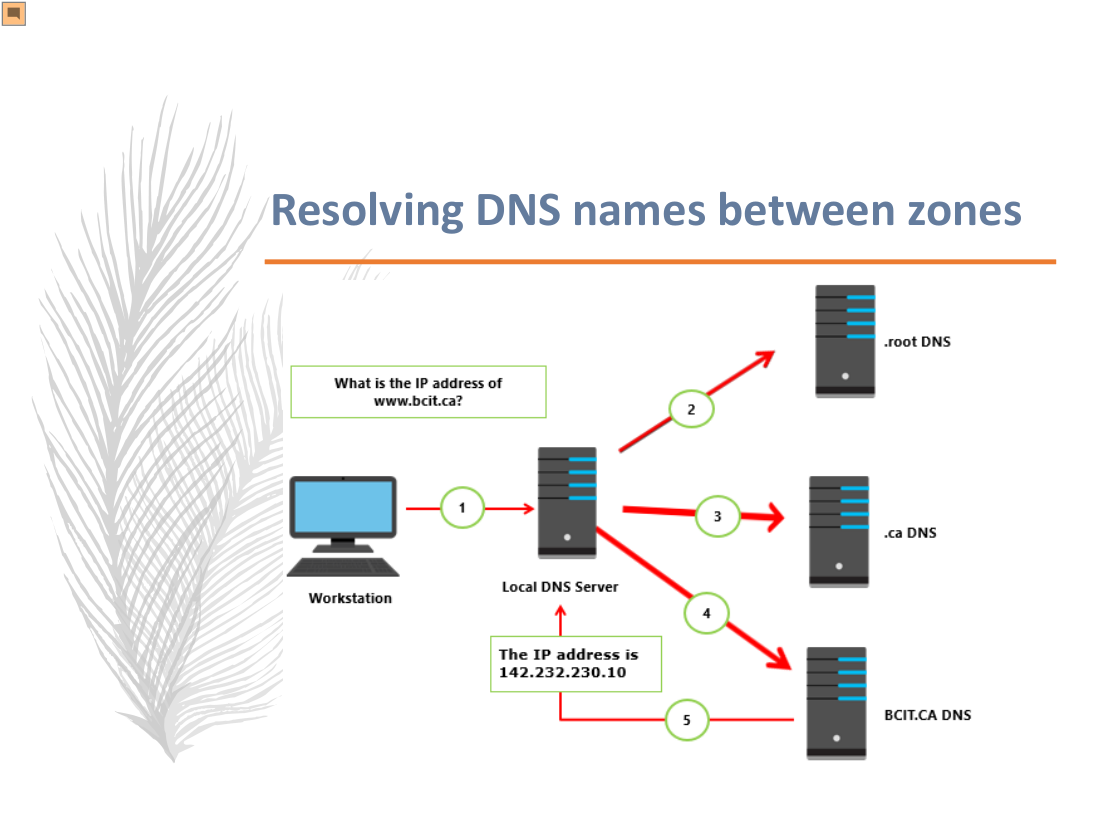 Resolving DNS names between zones
.root DNS
What is the IP address of
www.bcit.ca?
2
1
3
.ca DNS
Local DNS Server
Workstation
4
The IP address is
142.232.230.10
5
BCIT.CA DNS